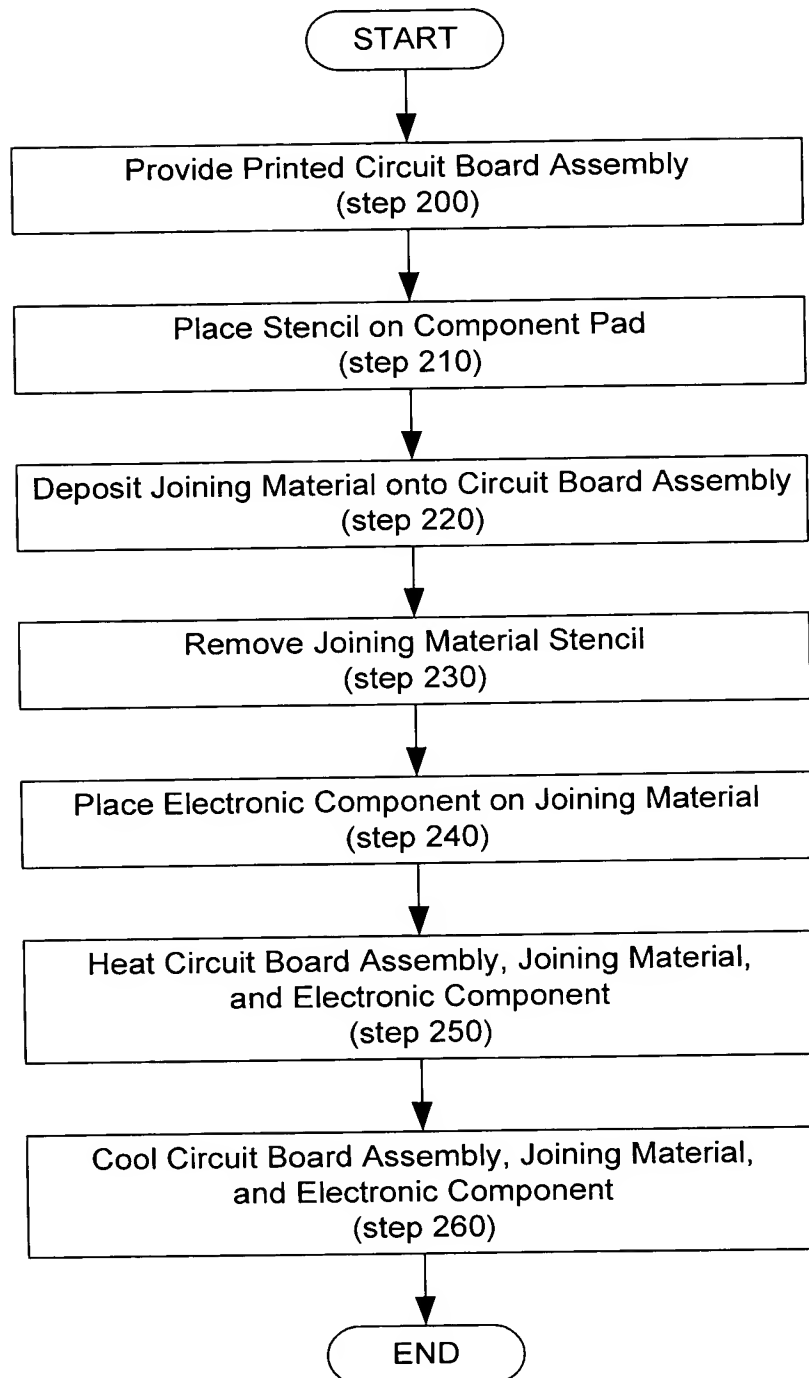 START
Provide Printed Circuit Board Assembly
(step 200)
Place Stencil on Component Pad
(step 210)
Deposit Joining Material onto Circuit Board Assembly
(step 220)
Remove Joining Material Stencil
(step 230)
Place Electronic Component on Joining Material
(step 240)
Heat Circuit Board Assembly, Joining Material,
and Electronic Component
(step 250)
Cool Circuit Board Assembly, Joining Material,
and Electronic Component
(step 260)
END